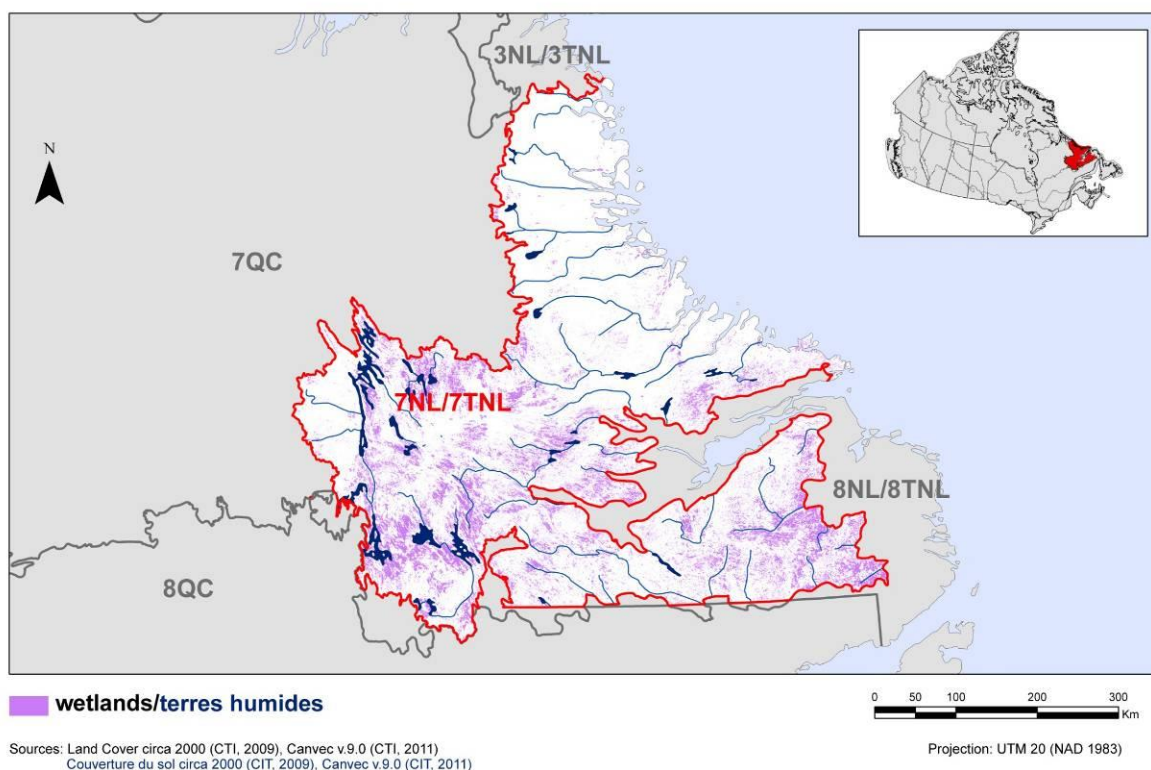 3NL/3TNL
N
7QC
7NL/7TNL
8NL/8TNL
8QC
wetlands/terres humides
0 50 100 200 300
Km
Sources: Land Cover circa 2000 (CTI, 2009), Canvec v.9.0 (CTI, 2011)
Couverture du sol circa 2000 (CIT, 2009), Canvec v.9.0 (CIT, 2011)
Projection: UTM 20 (NAD 1983)